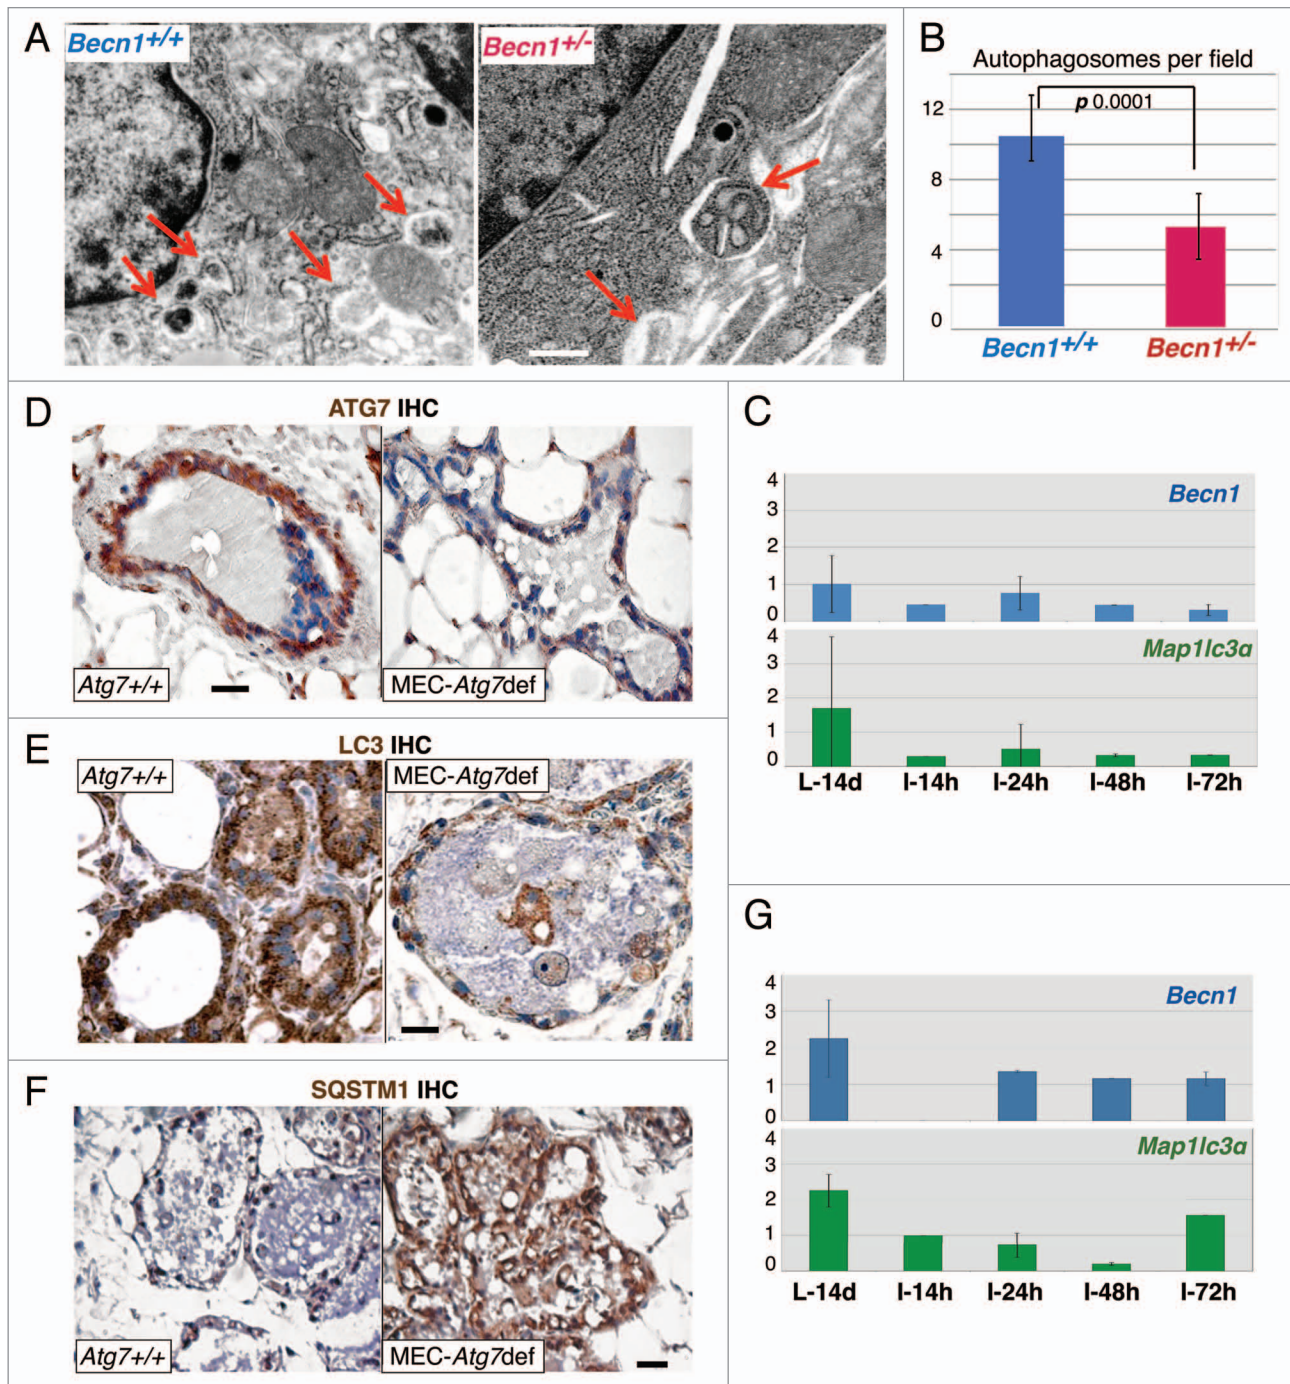 A
Becn1+/+
Becn1+/-
B
Autophagosomes per field
p 0.0001
12
8
4
0
Becn1+/+
Becn1+/-
D
ATG7 IHC
Atg7+/+
MEC-Atg7def
C
4
3
2
1
0
Becn1
4
3
2
1
0
Map1lc3a
L-14d
I-14h
I-24h
I-48h
I-72h
E
LC3 IHC
Atg7+/+
MEC-Atg7def
F
SQSTM1 IHC
Atg7+/+
MEC-Atg7def
G
4
3
2
1
0
Becn1
4
3
2
1
0
Map1lc3a
L-14d
I-14h
I-24h
I-48h
I-72h